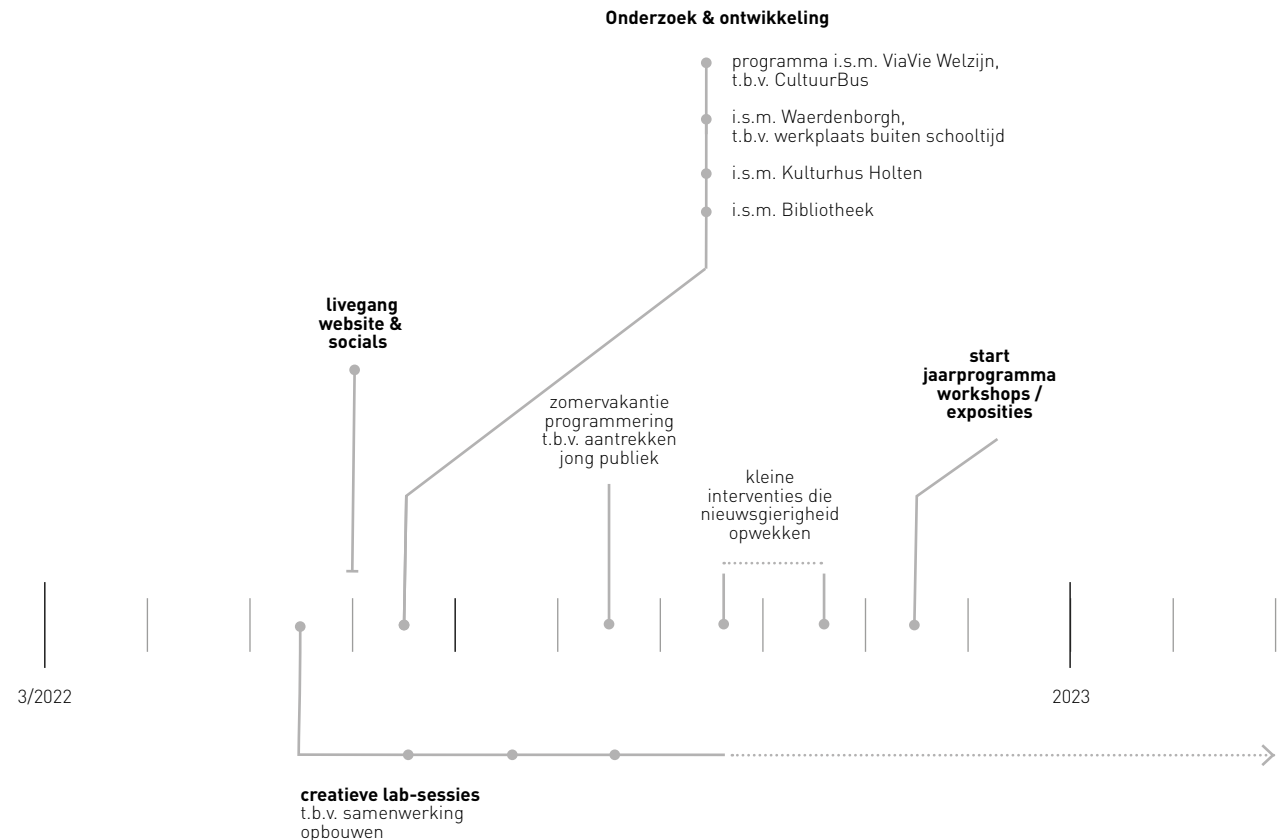 Onderzoek & ontwikkeling
programma i.s.m. ViaVie Welzijn,
t.b.v. CultuurBus
i.s.m. Waerdenborgh,
t.b.v. werkplaats buiten schooltijd
i.s.m. Kulturhus Holten
i.s.m. Bibliotheek
livegang
website &
socials
zomervakantie
programmering
t.b.v. aantrekken
jong publiek
kleine
interventies die
nieuwsgierigheid
opwekken
start
jaarprogramma
workshops /
exposities
3/2022
2023
creatieve lab-sessies
t.b.v. samenwerking
opbouwen